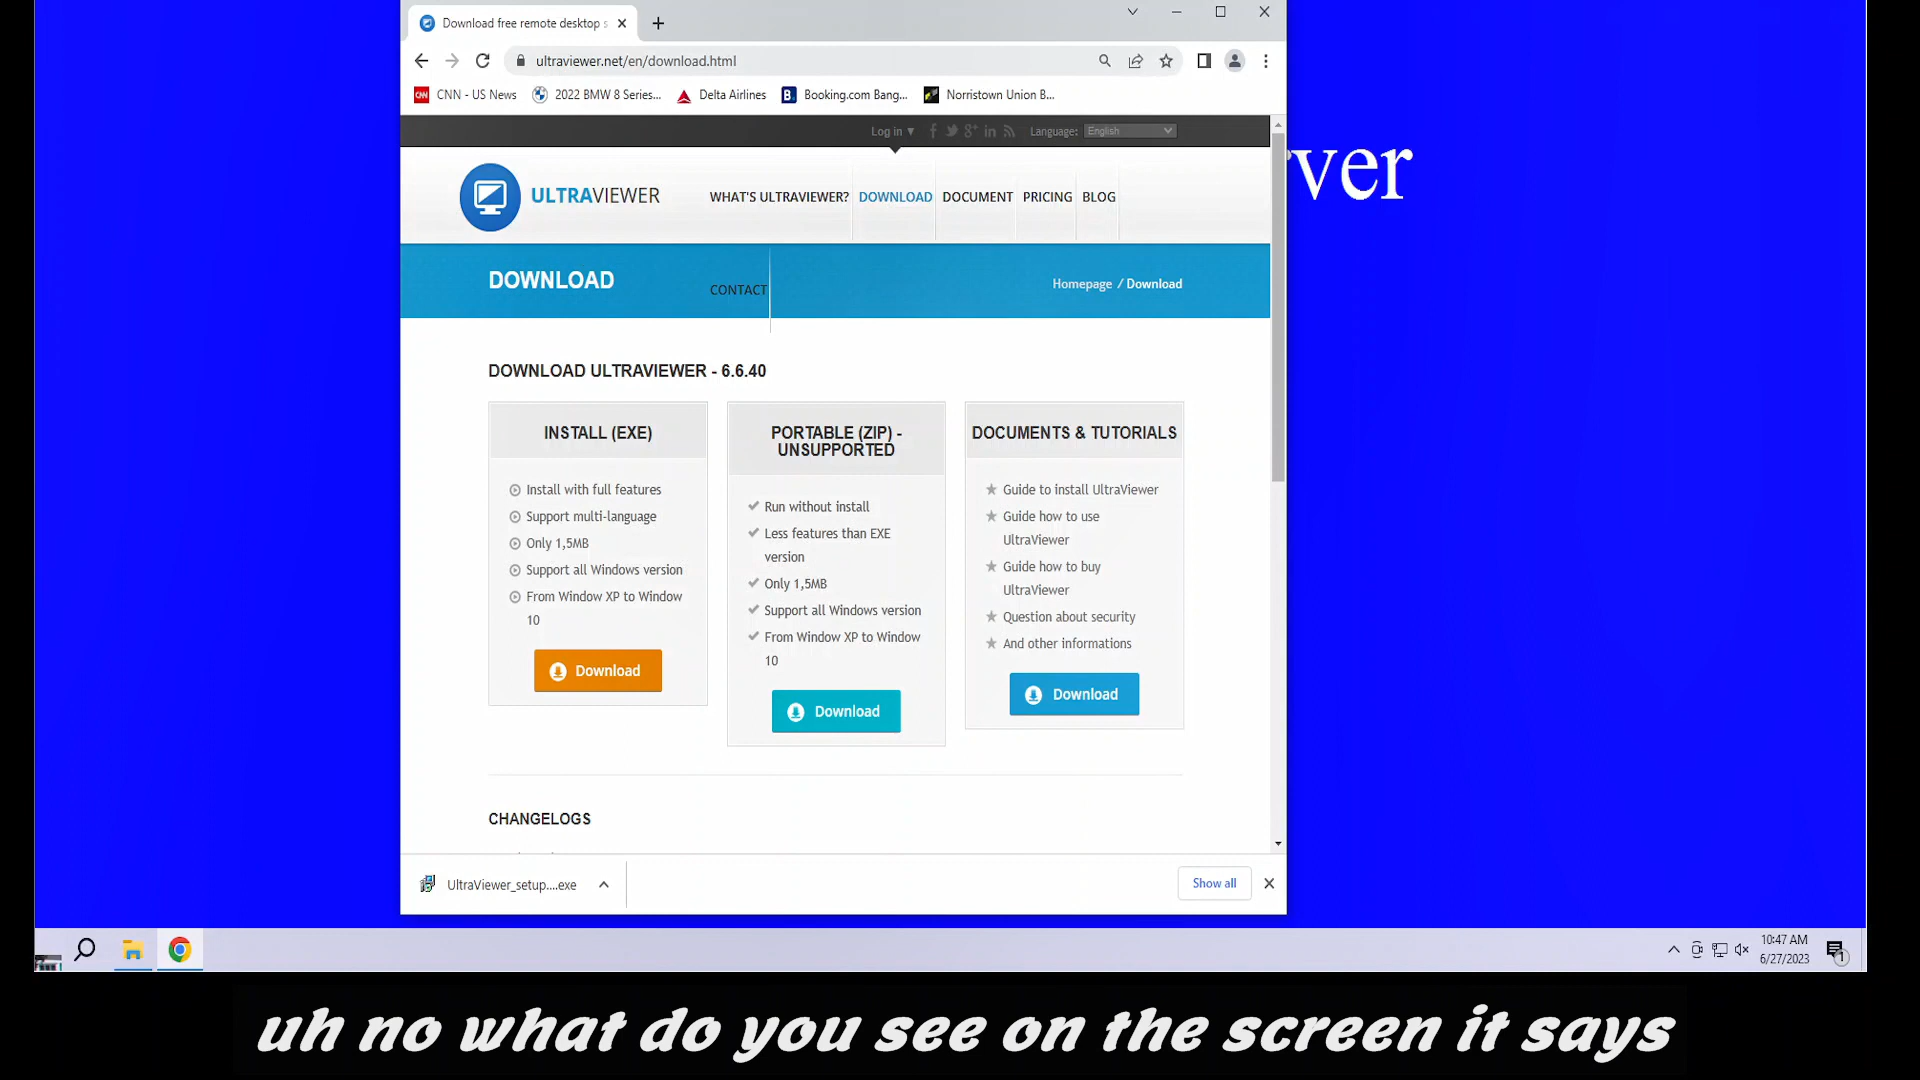 Download free remote desktop s
ultraviewer.net/en/download.html
CNN - US News
2022 BMW 8 Series...
Delta Airlines
Booking.com Bang...
Norristown Union B...
Log in ▾
Language:
English
ULTRAVIEWER
WHAT'S ULTRAVIEWER?
DOWNLOAD
DOCUMENT
PRICING
BLOG
ver
DOWNLOAD
CONTACT
Homepage / Download
DOWNLOAD ULTRAVIEWER - 6.6.40
INSTALL (EXE)
Install with full features
Support multi-language
Only 1,5MB
Support all Windows version
From Window XP to Window
10
Download
PORTABLE (ZIP) -
UNSUPPORTED
Run without install
Less features than EXE
version
Only 1,5MB
Support all Windows version
From Window XP to Window
10
Download
DOCUMENTS & TUTORIALS
Guide to install UltraViewer
Guide how to use
UltraViewer
Guide how to buy
UltraViewer
Question about security
And other informations
Download
CHANGELOGS
UltraViewer_setup....exe
Show all
10:47 AM
6/27/2023
1
uh no what do you see on the screen it says